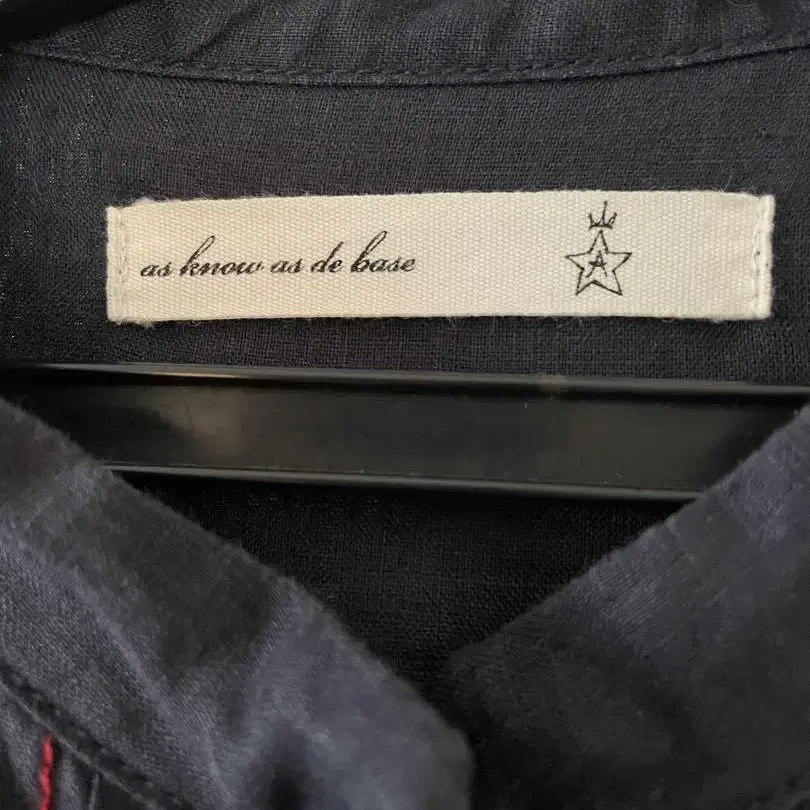 as know as de base
A